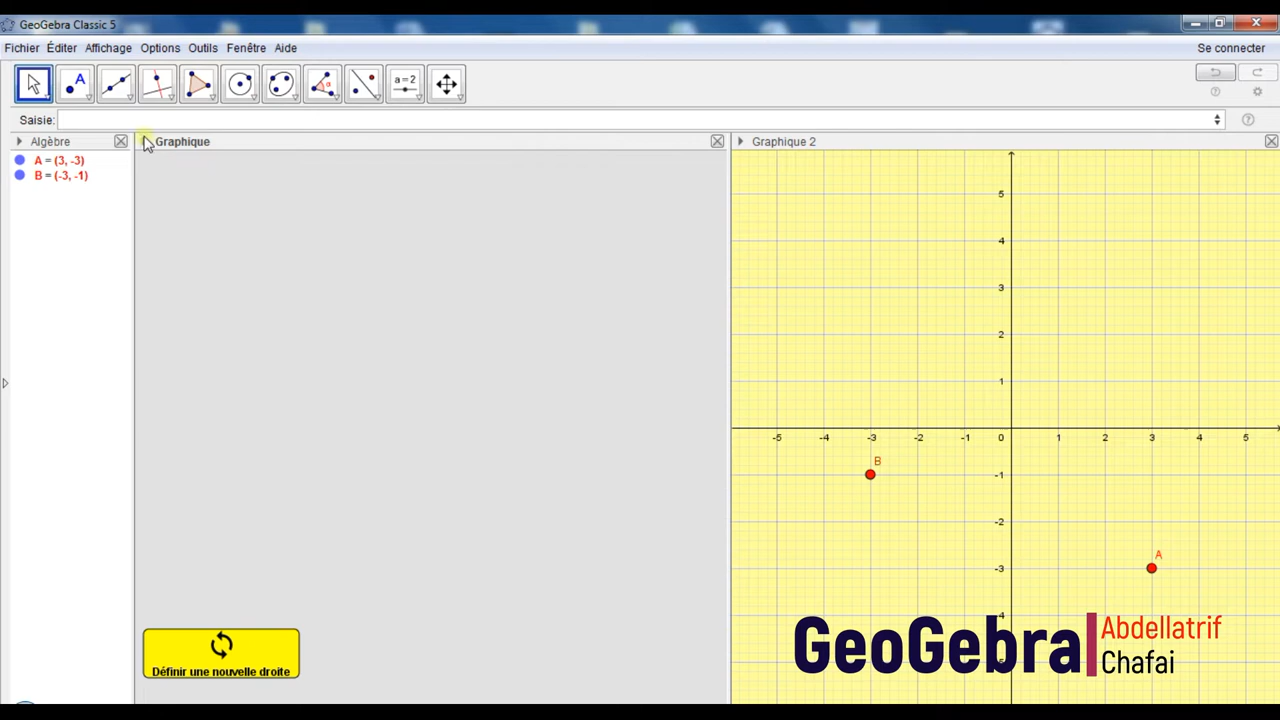 GeoGebra Classic 5
Fichier Éditer Affichage Options Outils Fenêtre Aide Se connecter
A α a=2
Saisie:
Algèbre Graphique Graphique 2
A = (3, -3)
B = (-3, -1)
5
4
3
2
1
-5 -4 -3 -2 -1 0 1 2 3 4 5
B
-1
-2
A
-3
-4
Définir une nouvelle droite
GeoGebra Abdellatrif
Chafai